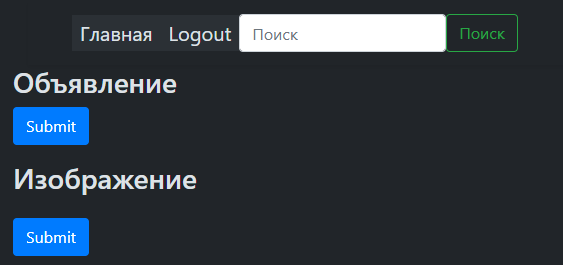 Главная Logout Поиск Поиск
Объявление
Submit
Изображение
Submit